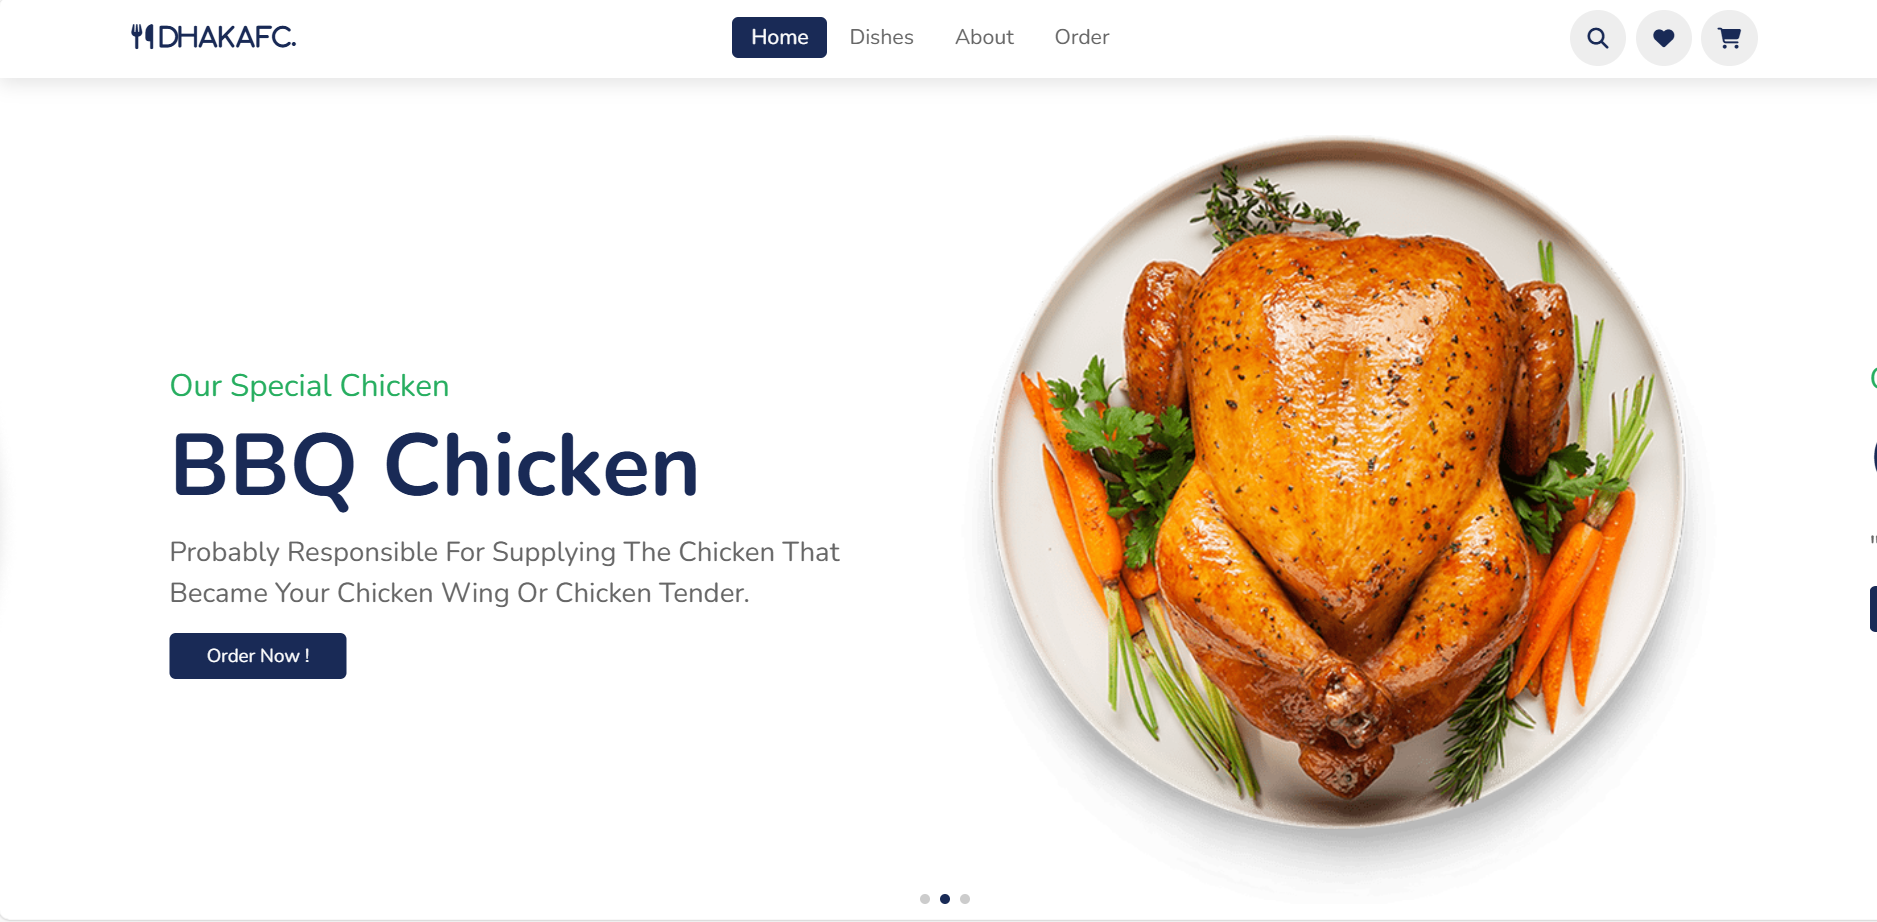 DHAKAFC.
Home
Dishes
About
Order
Our Special Chicken
BBQ Chicken
Probably Responsible For Supplying The Chicken That
Became Your Chicken Wing Or Chicken Tender.
Order Now !